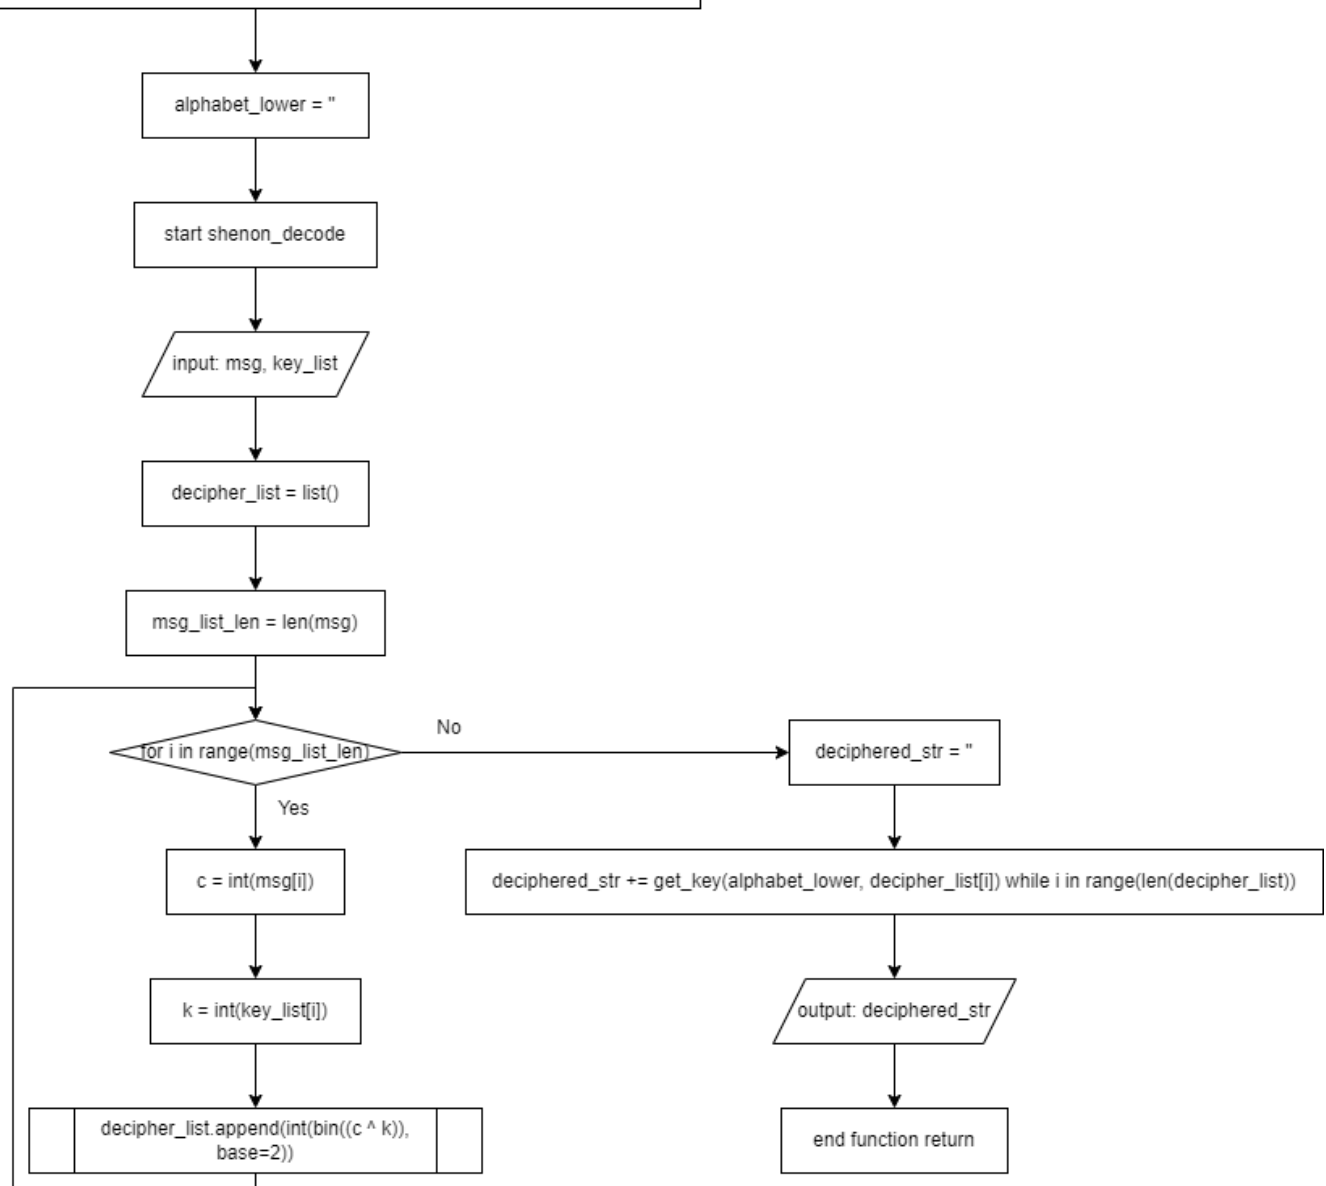 alphabet_lower = "
start shenon_decode
input: msg, key_list
decipher_list = list()
msg_list_len = len(msg)
for i in range(msg_list_len)
No
deciphered_str = "
Yes
c = int(msg[i])
deciphered_str += get_key(alphabet_lower, decipher_list[i]) while i in range(len(decipher_list))
k = int(key_list[i])
output: deciphered_str
decipher_list.append(int(bin((c ^ k)),
base=2))
end function return